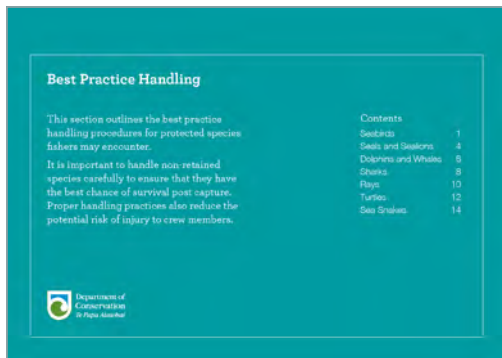 Best Practice Handling
This section outlines the best practice
handling procedures for protected species
fishers may encounter.
It is important to handle non-retained
species carefully to ensure that they have
the best chance of survival post capture.
Proper handling practices also reduce the
potential risk of injury to crew members.
Contents
Seabirds 1
Seals and Sealions 4
Dolphins and Whales 6
Sharks 8
Rays 10
Turtles 12
Sea Snakes 14
Department of
Conservation
Te Papa Atawhai